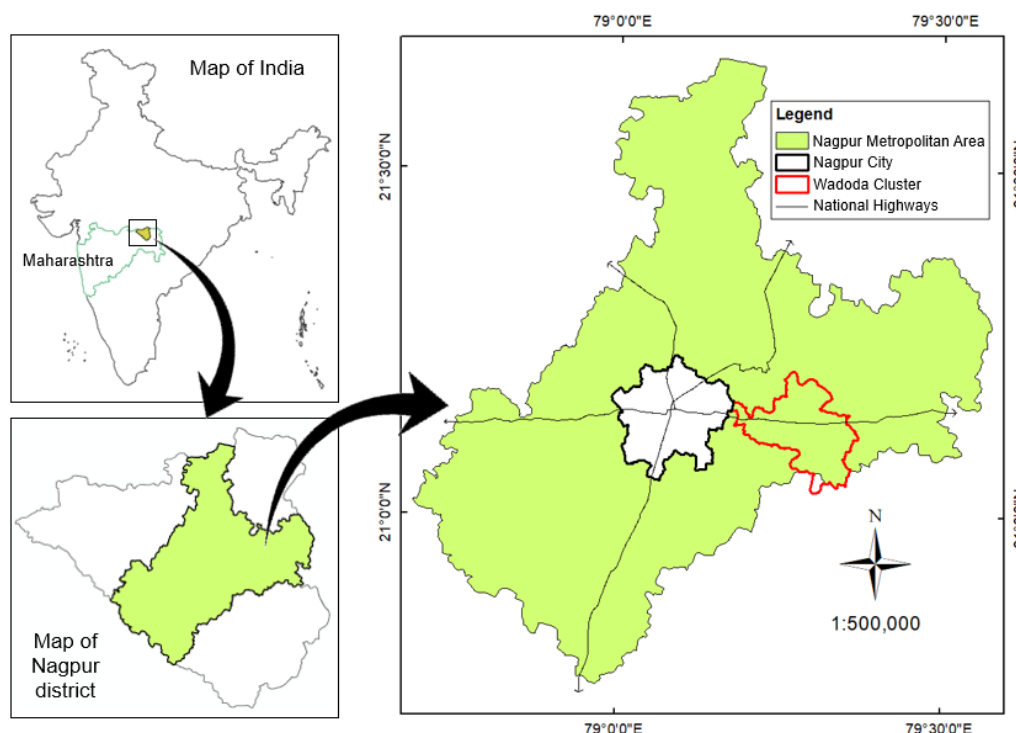 Map of India
Maharashtra
Map of
Nagpur
district
79°0'0"E
79°30'0"E
21°30'0"N
21°0'0"N
Legend
Nagpur Metropolitan Area
Nagpur City
Wadoda Cluster
National Highways
N
1:500,000
79°0'0"E
79°30'0"E